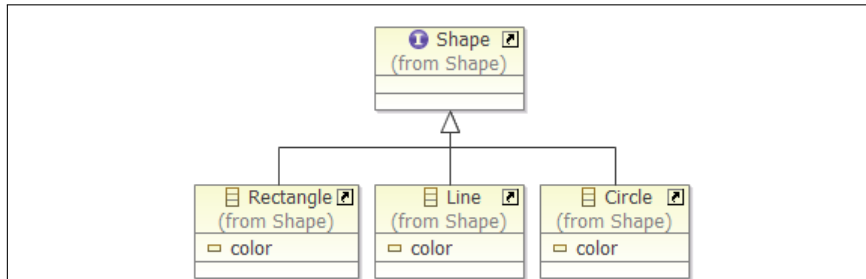 Shape
(from Shape)
Rectangle
(from Shape)
color
Line
(from Shape)
color
Circle
(from Shape)
color